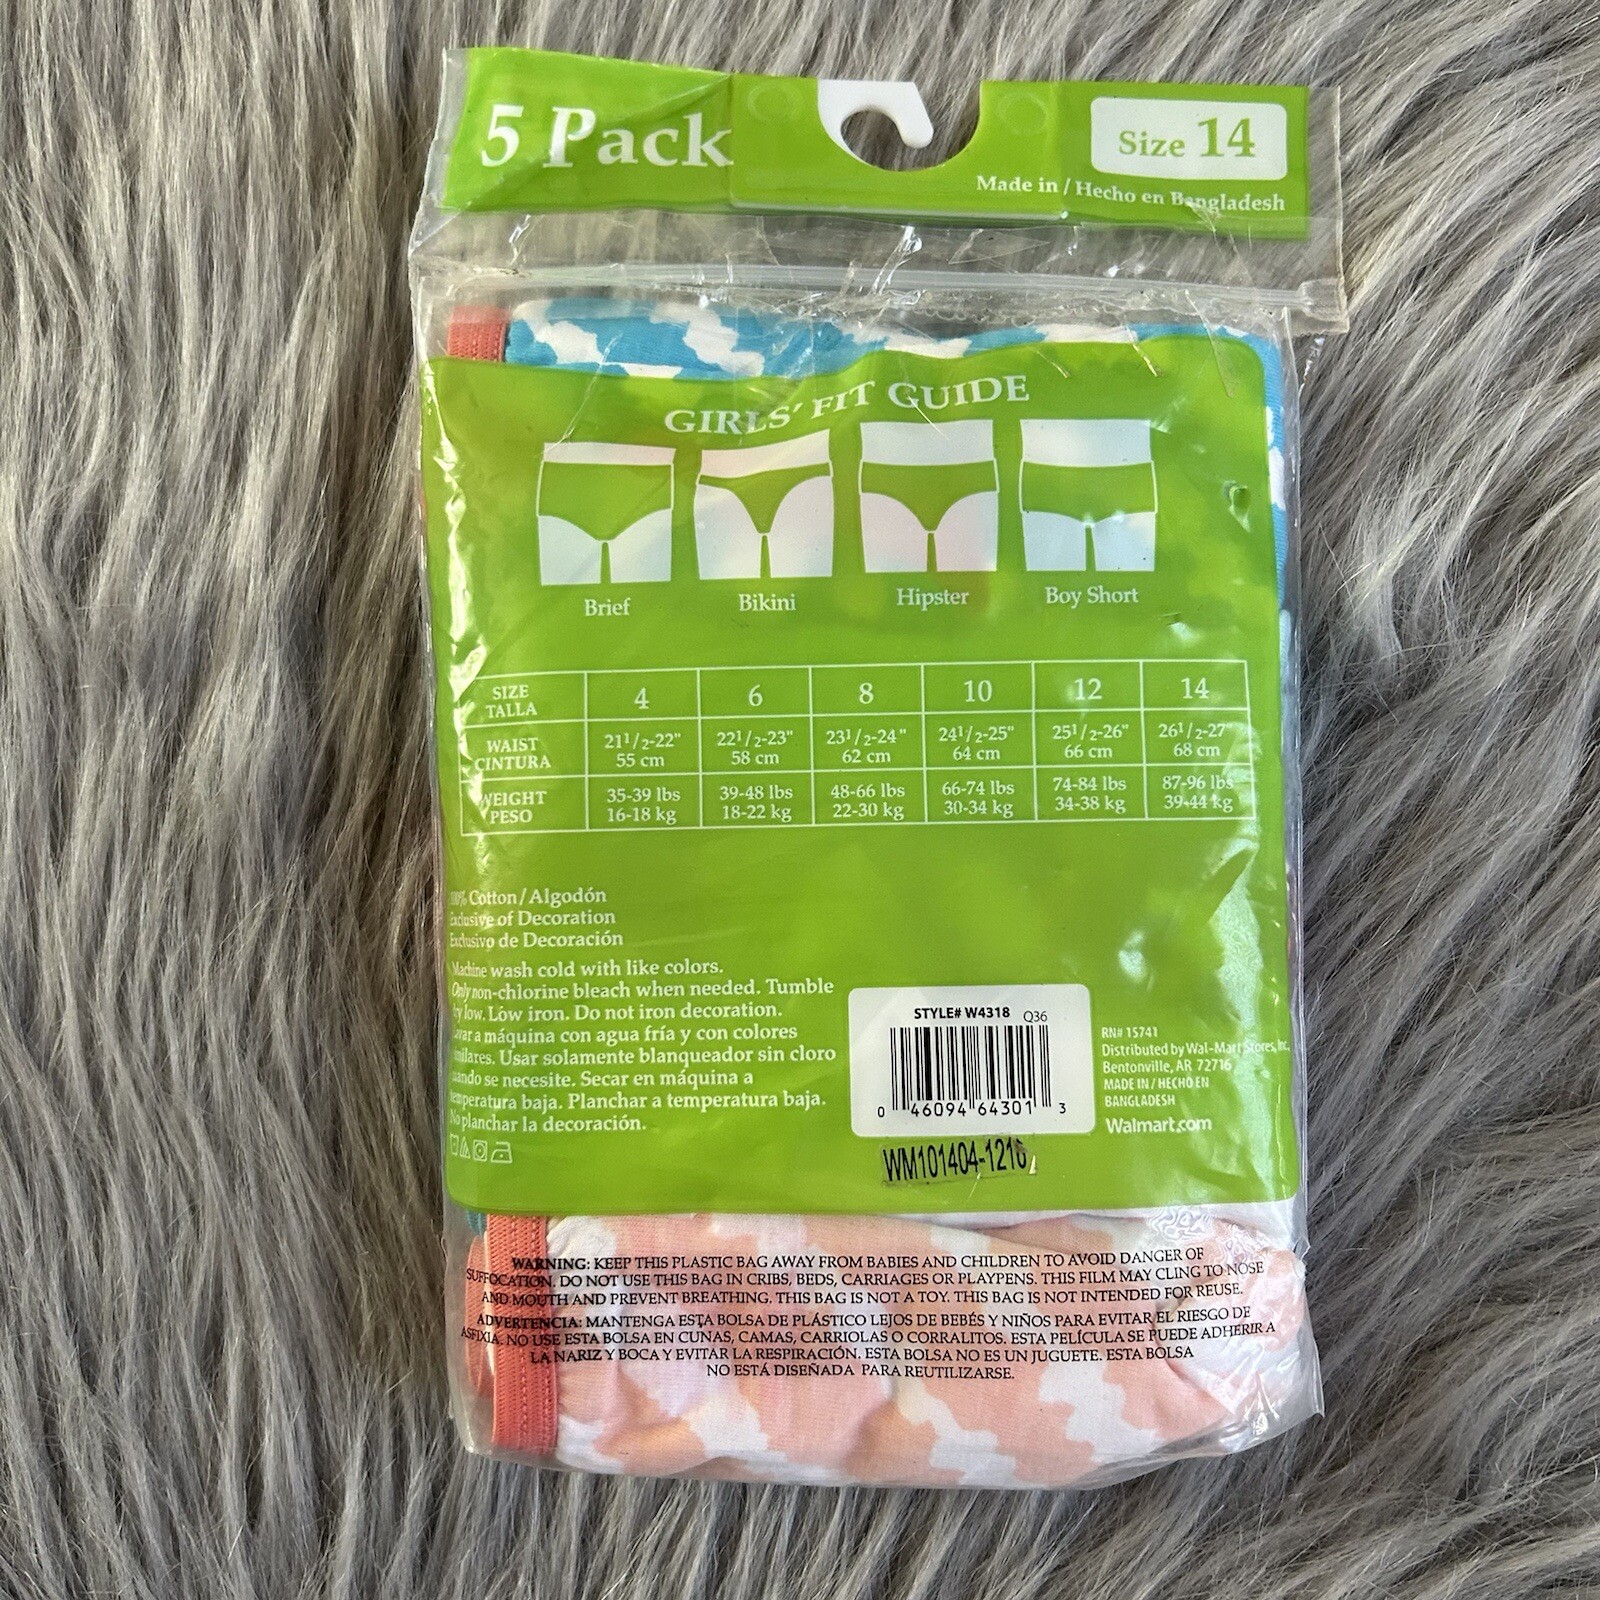 5 Pack
Size 14
Made in / Hecho en Bangladesh
GIRLS' FIT GUIDE
Brief Bikini Hipster Boy Short
SIZE TALLA 4 6 8 10 12 14
WAIST CINTURA 21 1/2-22" 55 cm 22 1/2-23" 58 cm 23 1/2-24" 62 cm 24 1/2-25" 64 cm 25 1/2-26" 66 cm 26 1/2-27" 68 cm
WEIGHT PESO 35-39 lbs 16-18 kg 39-48 lbs 18-22 kg 48-66 lbs 22-30 kg 66-74 lbs 30-34 kg 74-84 lbs 34-38 kg 87-96 lbs 39-44 kg
100% Cotton/Algodón
Exclusive of Decoration
Exclusivo de Decoración
Machine wash cold with like colors.
Only non-chlorine bleach when needed. Tumble
dry low. Low iron. Do not iron decoration.
Lavar a máquina con agua fría y con colores
similares. Usar solamente blanqueador sin cloro
cuando se necesite. Secar en máquina a
temperatura baja. Planchar a temperatura baja.
No planchar la decoración.
STYLE# W4318 Q36
0 46094 64301 3
WM101404-1216
RN# 15741
Distributed by Wal-Mart Stores, Inc.
Bentonville, AR 72716
MADE IN / HECHO EN
BANGLADESH
Walmart.com
WARNING: KEEP THIS PLASTIC BAG AWAY FROM BABIES AND CHILDREN TO AVOID DANGER OF
SUFFOCATION. DO NOT USE THIS BAG IN CRIBS, BEDS, CARRIAGES OR PLAYPENS. THIS FILM MAY CLING TO NOSE
AND MOUTH AND PREVENT BREATHING. THIS BAG IS NOT A TOY. THIS BAG IS NOT INTENDED FOR REUSE.
ADVERTENCIA: MANTENGA ESTA BOLSA DE PLÁSTICO LEJOS DE BEBÉS Y NIÑOS PARA EVITAR EL RIESGO DE
ASFIXIA. NO USE ESTA BOLSA EN CUNAS, CAMAS, CARRIOLAS O CORRALITOS. ESTA PELÍCULA SE PUEDE ADHERIR A
LA NARIZ Y BOCA Y EVITAR LA RESPIRACIÓN. ESTA BOLSA NO ES UN JUGUETE. ESTA BOLSA
NO ESTÁ DISEÑADA PARA REUTILIZARSE.